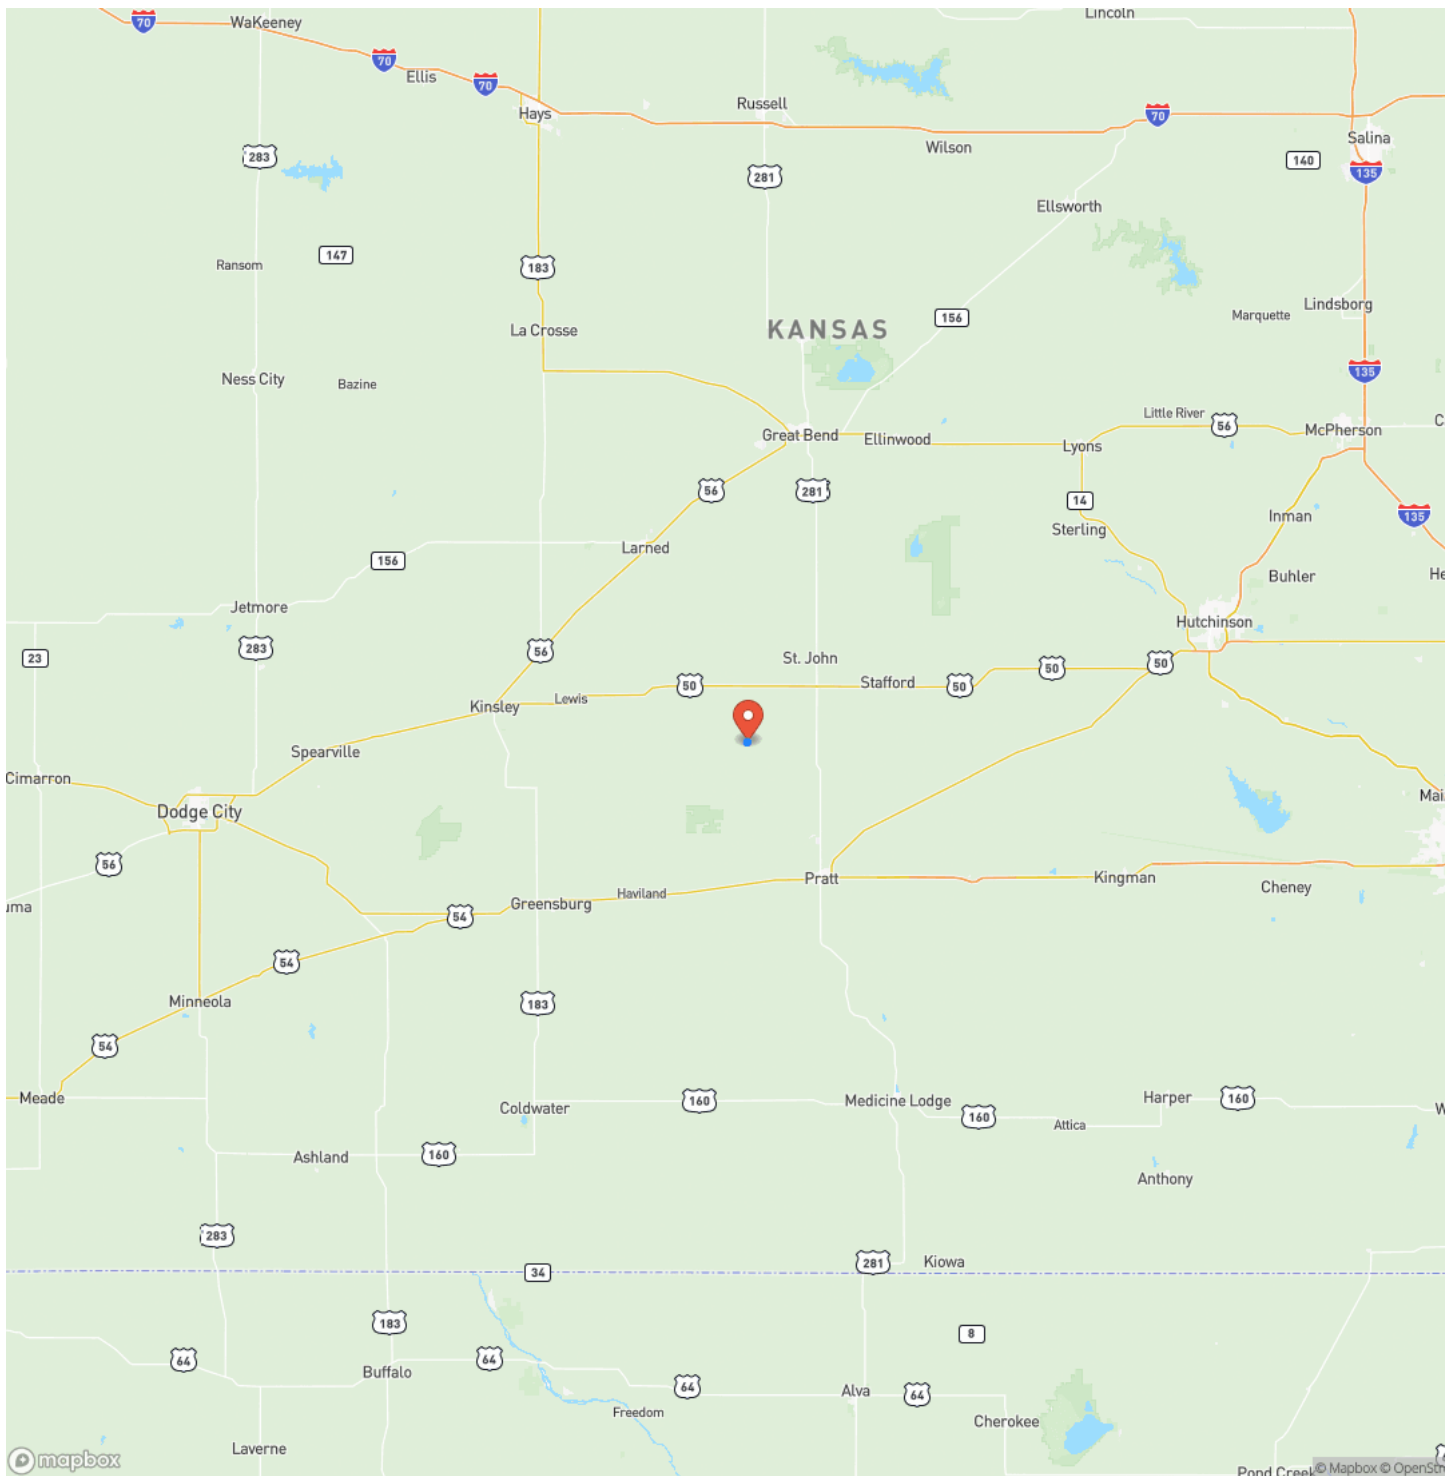 Lincoln
70
WaKeeney
70
Ellis
70
Hays
Russell
70
Wilson
Salina
140
135
283
281
Ellsworth
147
Ransom
183
Lindsborg
Marquette
156
La Crosse
KANSAS
135
Ness City
Bazine
Little River
56
McPherson
Great Bend
Ellinwood
Lyons
56
281
14
Inman
135
Sterling
Larned
156
Buhler
Jetmore
Hutchinson
283
56
23
St. John
50
50
50
Stafford
50
Lewis
Kinsley
Spearville
Cimarron
Dodge City
56
Pratt
Kingman
Cheney
Haviland
Greensburg
54
54
Minneola
183
54
Meade
Coldwater
160
Medicine Lodge
160
Harper
160
Attica
Ashland
160
Anthony
283
281
Kiowa
34
183
8
64
64
Buffalo
64
Alva
64
Freedom
Cherokee
Laverne
mapbox
Pond Creek
© Mapbox © OpenStr